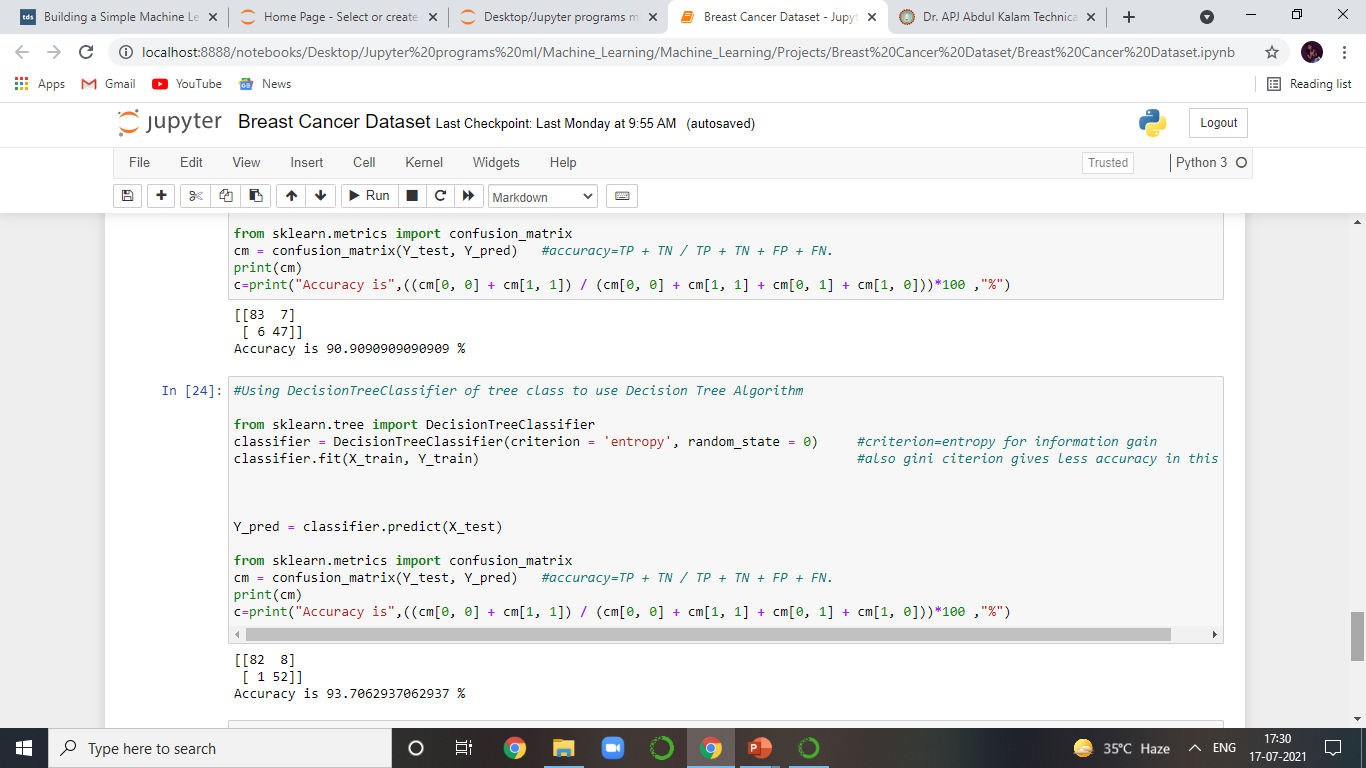 Building a Simple Machine Le
Home Page - Select or create
Desktop/Jupyter programs m
Breast Cancer Dataset - Jupyt
Dr. APJ Abdul Kalam Technica
localhost:8888/notebooks/Desktop/Jupyter%20programs%20ml/Machine_Learning/Machine_Learning/Projects/Breast%20Cancer%20Dataset/Breast%20Cancer%20Dataset.ipynb
Apps Gmail YouTube News Reading list
jupyter Breast Cancer Dataset Last Checkpoint: Last Monday at 9:55 AM (autosaved) Logout
File Edit View Insert Cell Kernel Widgets Help Trusted Python 3
Run Markdown
from sklearn.metrics import confusion_matrix
cm = confusion_matrix(Y_test, Y_pred)   #accuracy=TP + TN / TP + TN + FP + FN.
print(cm)
c=print("Accuracy is",((cm[0, 0] + cm[1, 1]) / (cm[0, 0] + cm[1, 1] + cm[0, 1] + cm[1, 0]))*100 ,"%")
[[83  7]
[ 6 47]]
Accuracy is 90.9090909090909 %
In [24]: #Using DecisionTreeClassifier of tree class to use Decision Tree Algorithm
from sklearn.tree import DecisionTreeClassifier
classifier = DecisionTreeClassifier(criterion = 'entropy', random_state = 0)     #criterion=entropy for information gain
classifier.fit(X_train, Y_train)     #also gini citerion gives less accuracy in this
Y_pred = classifier.predict(X_test)
from sklearn.metrics import confusion_matrix
cm = confusion_matrix(Y_test, Y_pred)   #accuracy=TP + TN / TP + TN + FP + FN.
print(cm)
c=print("Accuracy is",((cm[0, 0] + cm[1, 1]) / (cm[0, 0] + cm[1, 1] + cm[0, 1] + cm[1, 0]))*100 ,"%")
[[82  8]
[ 1 52]]
Accuracy is 93.7062937062937 %
Type here to search
35°C Haze ENG
17:30
17-07-2021